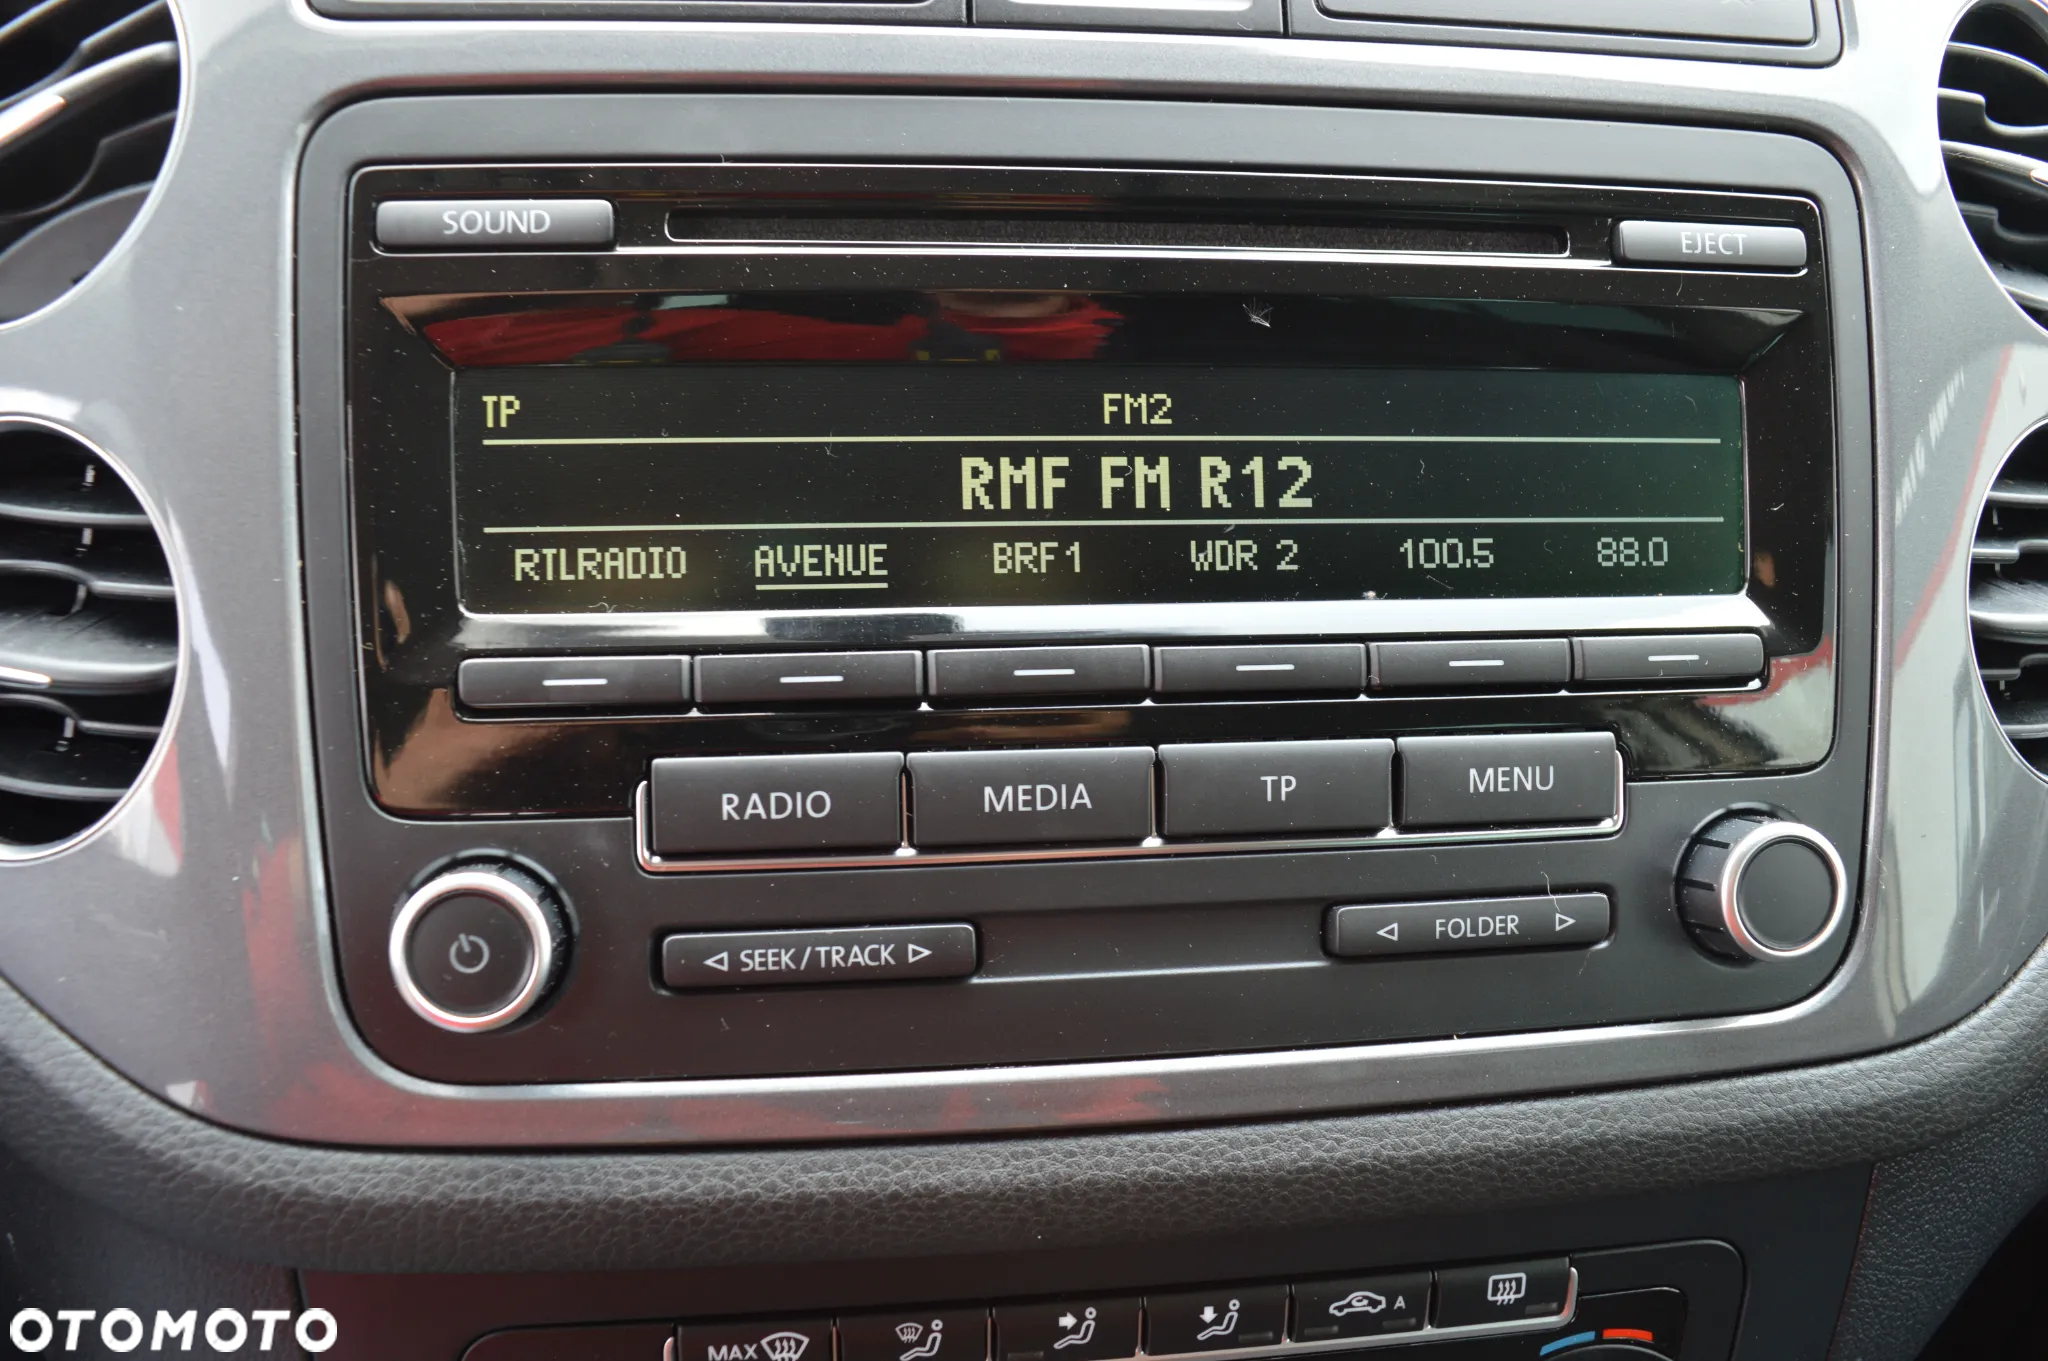 SOUND
EJECT
TP FM2
RMF FM R12
RTLRADIO AVENUE BRF1 WDR 2 100.5 88.0
RADIO MEDIA TP MENU
SEEK/TRACK FOLDER
A
MAX
OTOMOTO